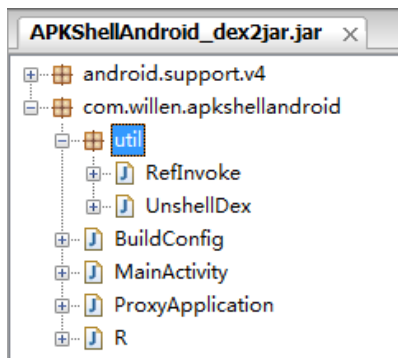 APKShellAndroid_dex2jar.jar
android.support.v4
com.willen.apkshellandroid
util
J RefInvoke
J UnshellDex
J BuildConfig
J MainActivity
J ProxyApplication
J R